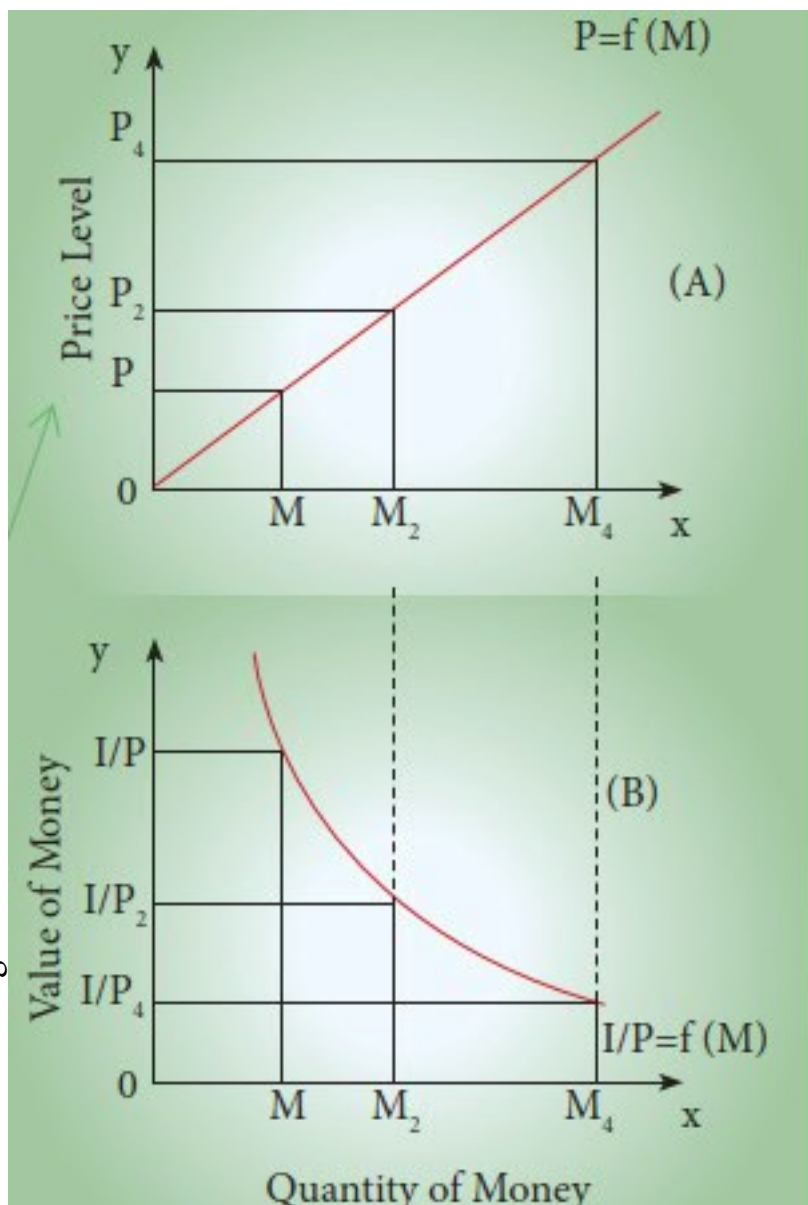 P=f (M)
y
P4
Price Level
P2
(A)
P
0
M M2 M4 x
y
I/P
Value of Money
(B)
I/P2
I/P4
I/P=f (M)
0
M M2 M4 x
Quantity of Money